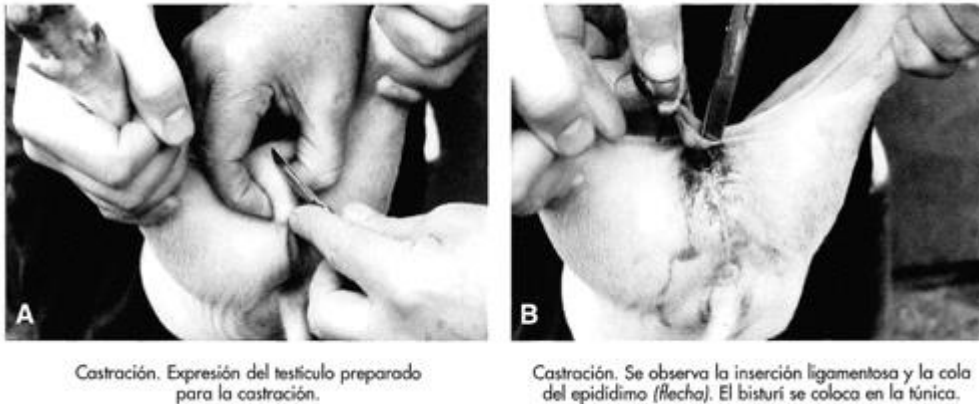 A
B
Castración. Expresión del testículo preparado
para la castración.
Castración. Se observa la inserción ligamentosa y la cola
del epidídimo (flecha). El bisturí se coloca en la túnica.